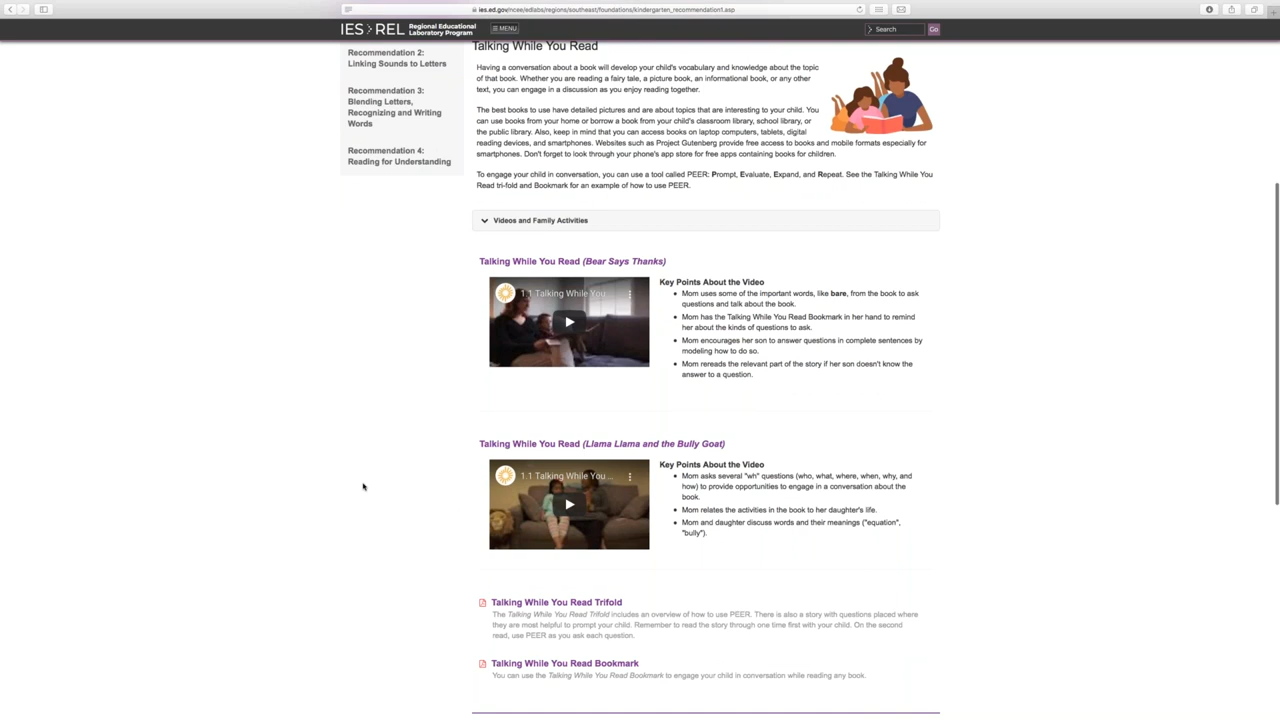 ies.ed.gov/ncee/edlabs/regions/southeast/foundations/kindergarten_recommendation1.asp
IES > REL Regional Educational
Laboratory Program
MENU
Search
Go
Recommendation 2:
Linking Sounds to Letters
Recommendation 3:
Blending Letters,
Recognizing and Writing
Words
Recommendation 4:
Reading for Understanding
Talking While You Read
Having a conversation about a book will develop your child's vocabulary and knowledge about the topic
of that book. Whether you are reading a fairy tale, a picture book, an informational book, or any other
text, you can engage in a discussion as you enjoy reading together.
The best books to use have detailed pictures and are about topics that are interesting to your child. You
can use books from your home or borrow a book from your child's classroom library, school library, or
the public library. Also, keep in mind that you can access books on laptop computers, tablets, digital
reading devices, and smartphones. Websites such as Project Gutenberg provide free access to books and mobile formats especially for
smartphones. Don't forget to look through your phone's app store for free apps containing books for children.
To engage your child in conversation, you can use a tool called PEER: Prompt, Evaluate, Expand, and Repeat. See the Talking While You
Read tri-fold and Bookmark for an example of how to use PEER.
Videos and Family Activities
Talking While You Read (Bear Says Thanks)
1.1 Talking While You
Key Points About the Video
Mom uses some of the important words, like bare, from the book to ask
questions and talk about the book.
Mom has the Talking While You Read Bookmark in her hand to remind
her about the kinds of questions to ask.
Mom encourages her son to answer questions in complete sentences by
modeling how to do so.
Mom rereads the relevant part of the story if her son doesn't know the
answer to a question.
Talking While You Read (Llama Llama and the Bully Goat)
1.1 Talking While You ...
Key Points About the Video
Mom asks several "wh" questions (who, what, where, when, why, and
how) to provide opportunities to engage in a conversation about the
book.
Mom relates the activities in the book to her daughter's life.
Mom and daughter discuss words and their meanings ("equation",
"bully").
Talking While You Read Trifold
The Talking While You Read Trifold includes an overview of how to use PEER. There is also a story with questions placed where
they are most helpful to prompt your child. Remember to read the story through one time first with your child. On the second
read, use PEER as you ask each question.
Talking While You Read Bookmark
You can use the Talking While You Read Bookmark to engage your child in conversation while reading any book.